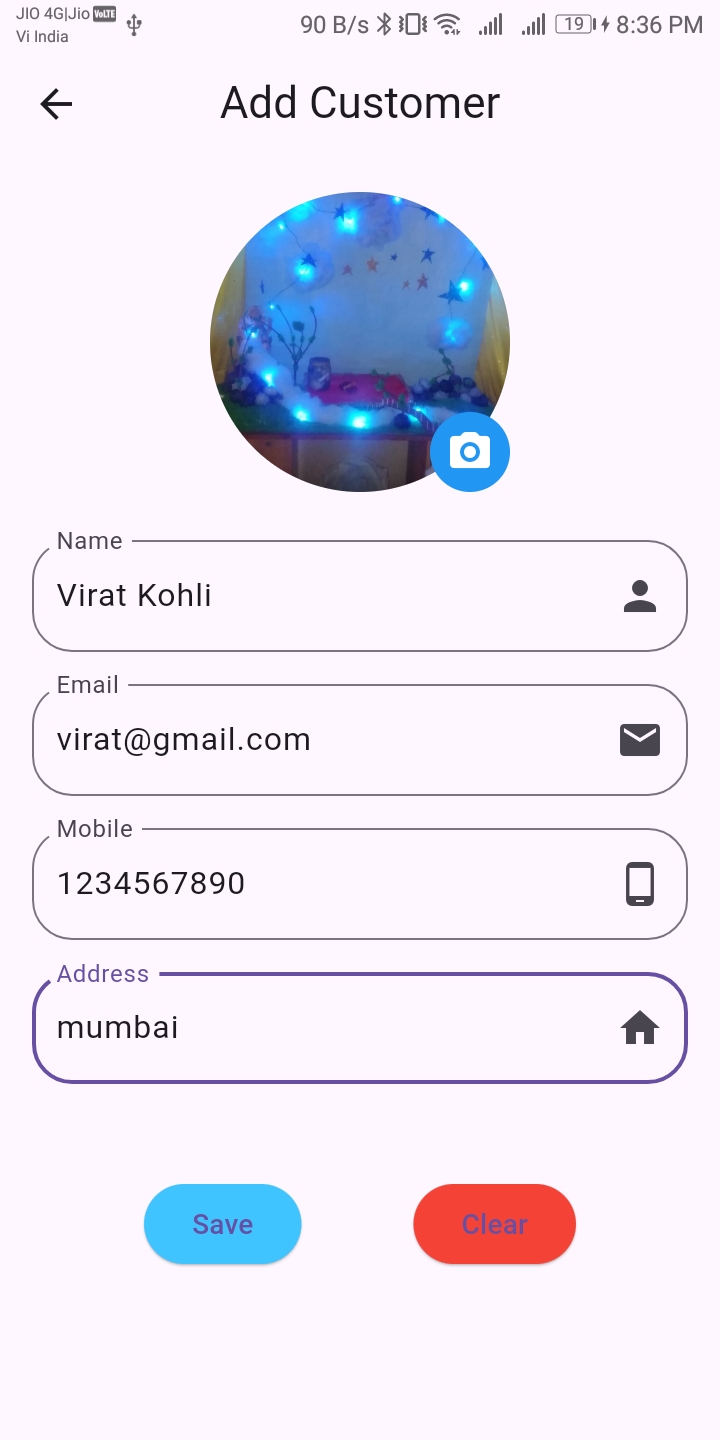 JIO 4G|Jio VoLTE
Vi India
90 B/s 19 8:36 PM
Add Customer
Name
Virat Kohli
Email
virat@gmail.com
Mobile
1234567890
Address
mumbai
Save Clear